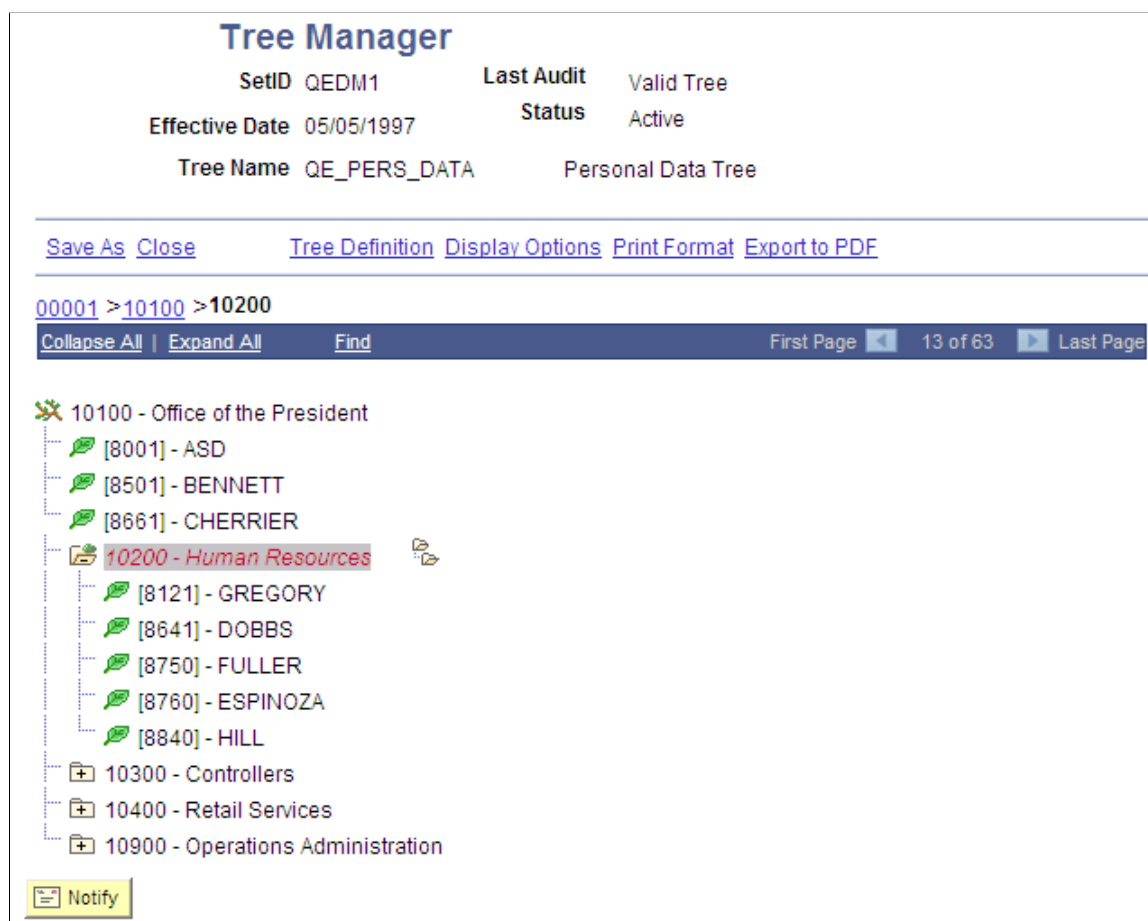 Tree Manager
SetID QEDM1 Last Audit Valid Tree
Effective Date 05/05/1997 Status Active
Tree Name QE_PERS_DATA Personal Data Tree
Save As Close Tree Definition Display Options Print Format Export to PDF
00001 >10100 >10200
Collapse All | Expand All Find First Page 13 of 63 Last Page
10100 - Office of the President
[8001] - ASD
[8501] - BENNETT
[8661] - CHERRIER
10200 - Human Resources
[8121] - GREGORY
[8641] - DOBBS
[8750] - FULLER
[8760] - ESPINOZA
[8840] - HILL
10300 - Controllers
10400 - Retail Services
10900 - Operations Administration
Notify